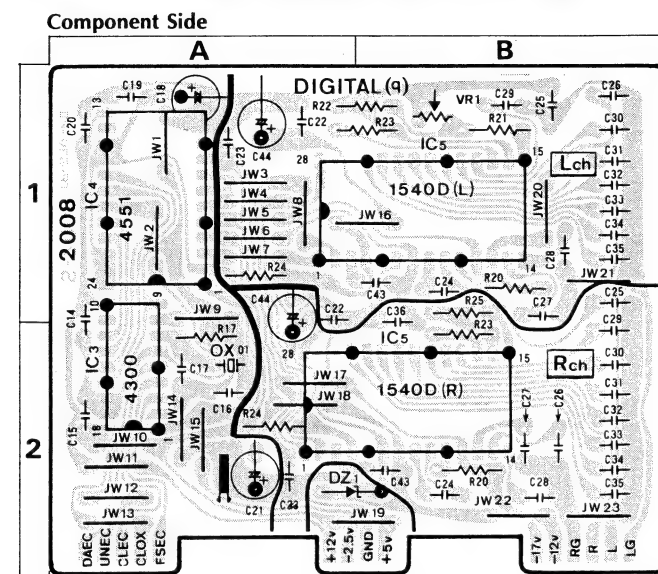 Component Side
A B
DIGITAL (q)
C19 C18 13
C20
R22 C22 VR1 C29 C25 C26
R23 R21 C30
JW1 C23 C44 28 IC5 15 Lch C31
1
JW3
JW4 1540D (L) C32
JW5 JW8 JW16 JW20 C33
IC4 4551 2008
JW2 JW6 C34
JW7 C28 C35
R24 1 14
24 9 1 C43 C24 R20 JW21
10 C44 C25
C14 JW9 C22 C36 R25 C27
R17 R23 C29
IC3 4300 OX 01 28 IC5 15 Rch C30
C17 JW17 1540D (R) C31
C16 JW18 C27 C26 C32
C15 18 1 JW14 JW15 R24 C33
2
JW10 1 14
JW11 C43 R20 C34
DZ1 C24 C28 C35
JW12 C21 C23
JW13 JW19 JW22 JW23
DAEC
UNEC
CLEC
CLOX
FSEC
+12v
-2.5v
GND
+5v
-17v
-12v
RG
R
L
LG